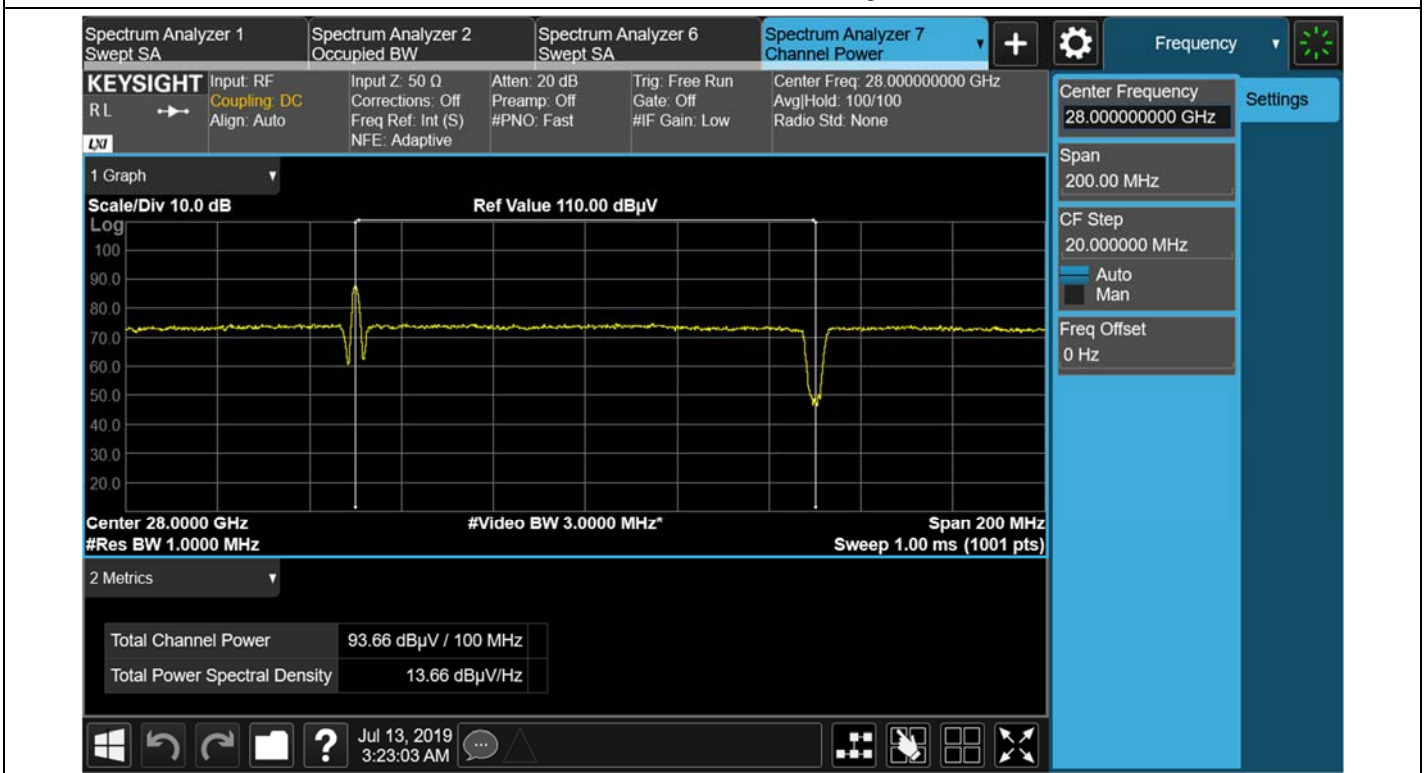 Spectrum Analyzer 1
Swept SA
Spectrum Analyzer 2
Occupied BW
Spectrum Analyzer 6
Swept SA
Spectrum Analyzer 7
Channel Power
Frequency
KEYSIGHT
RL
LXI
Input: RF
Coupling: DC
Align: Auto
Input Z: 50 Ω
Corrections: Off
Freq Ref: Int (S)
NFE: Adaptive
Atten: 20 dB
Preamp: Off
#PNO: Fast
Trig: Free Run
Gate: Off
#IF Gain: Low
Center Freq: 28.000000000 GHz
Avg|Hold: 100/100
Radio Std: None
Center Frequency
28.000000000 GHz
Settings
Span
200.00 MHz
CF Step
20.000000 MHz
Auto
Man
Freq Offset
0 Hz
1 Graph
Scale/Div 10.0 dB
Ref Value 110.00 dBµV
Log
100
90.0
80.0
70.0
60.0
50.0
40.0
30.0
20.0
Center 28.0000 GHz
#Video BW 3.0000 MHz*
Span 200 MHz
#Res BW 1.0000 MHz
Sweep 1.00 ms (1001 pts)
2 Metrics
Total Channel Power 93.66 dBµV / 100 MHz
Total Power Spectral Density 13.66 dBµV/Hz
?
Jul 13, 2019
3:23:03 AM